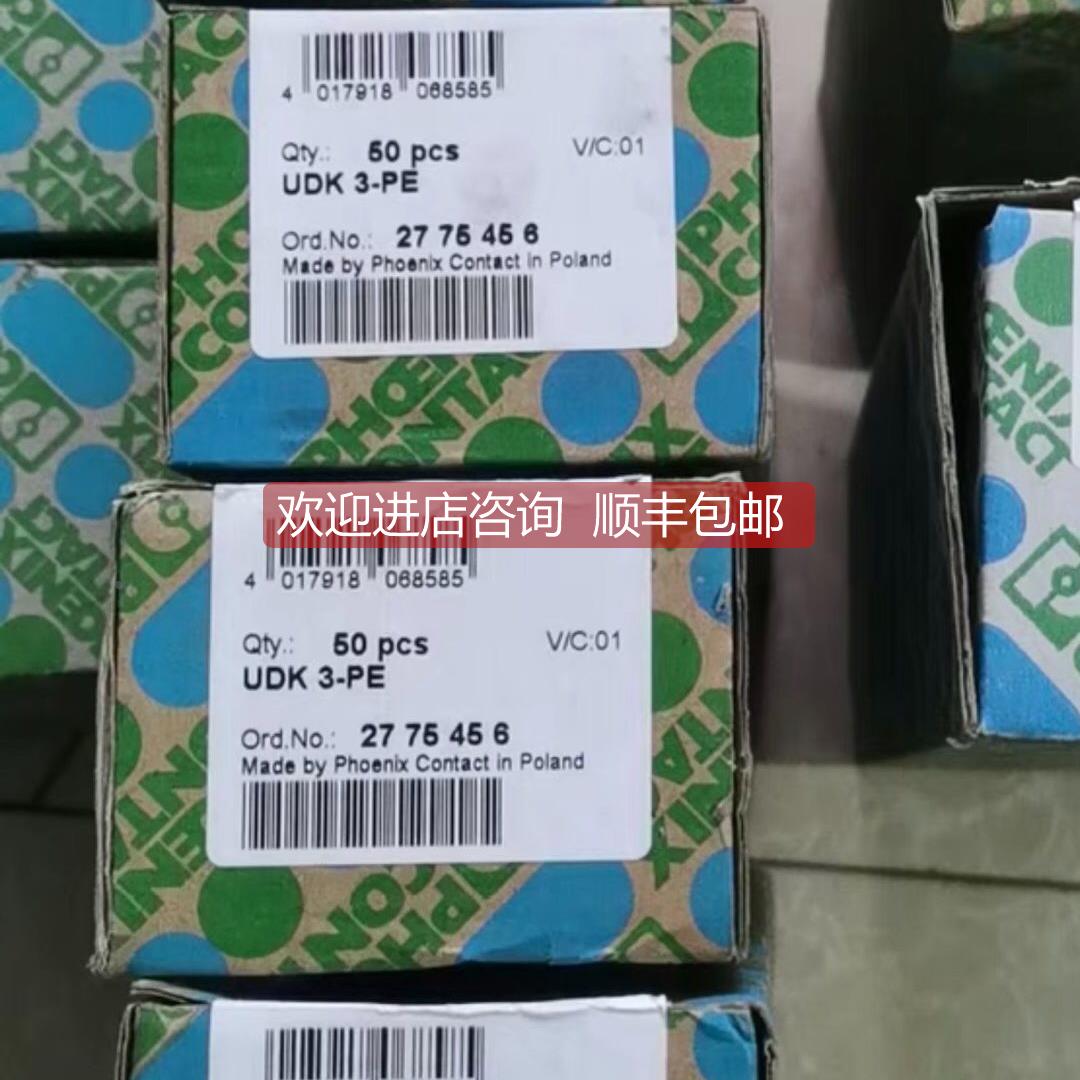 4 017918 068585
Qty.: 50 pcs V/C:01
UDK 3-PE
Ord.No.: 27 75 45 6
Made by Phoenix Contact in Poland
PHŒNIX
CONTACT
欢迎进店咨询 顺丰包邮
4 017918 068585
Qty.: 50 pcs V/C:01
UDK 3-PE
Ord.No.: 27 75 45 6
Made by Phoenix Contact in Poland